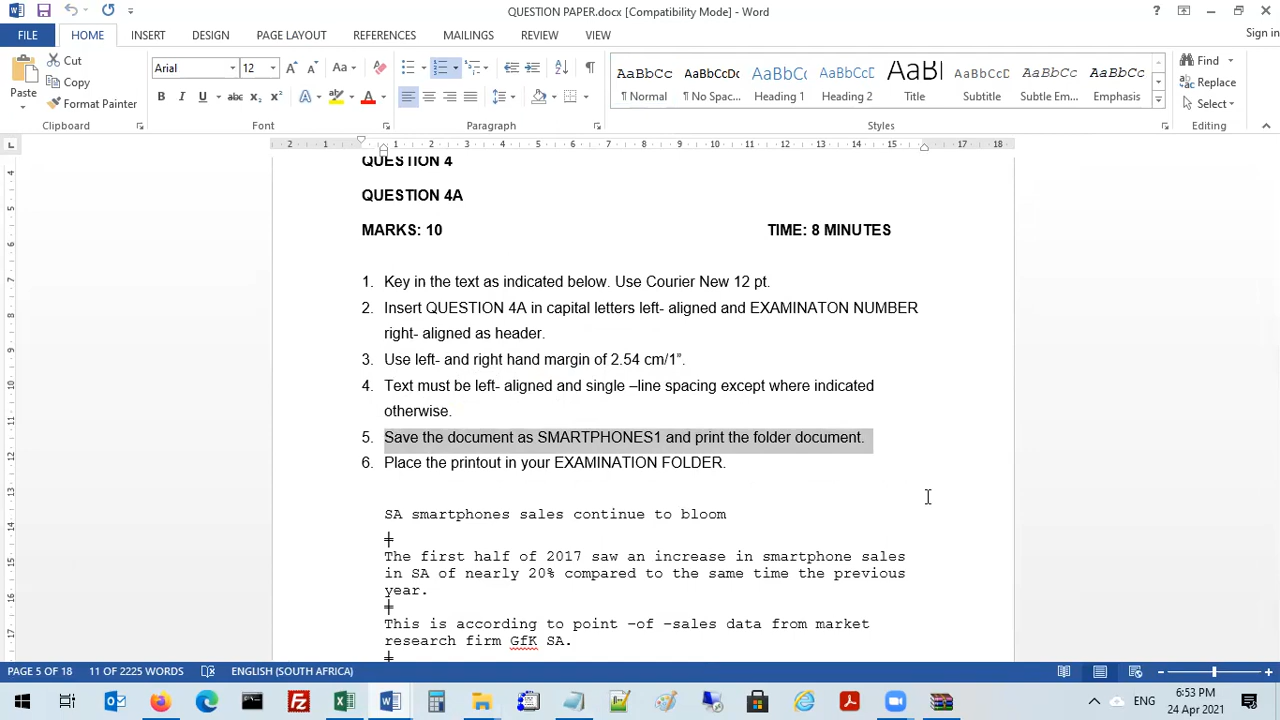 QUESTION PAPER.docx [Compatibility Mode] - Word
FILE HOME INSERT DESIGN PAGE LAYOUT REFERENCES MAILINGS REVIEW VIEW Sign in
Cut
Copy
Format Painter
Paste
Clipboard
Arial 12
Font
Paragraph
AaBbCc AaBbCcDc AaBbCc AaBbCc AaBb AaBbCcC AaBbCcC AaBbCcC
¶ Normal ¶ No Spac... Heading 1 Heading 2 Title Subtitle Subtle Em... Emphasis
Styles
Find
Replace
Select
Editing
QUESTION 4
QUESTION 4A
MARKS: 10 TIME: 8 MINUTES
1. Key in the text as indicated below. Use Courier New 12 pt.
2. Insert QUESTION 4A in capital letters left- aligned and EXAMINATON NUMBER
right- aligned as header.
3. Use left- and right hand margin of 2.54 cm/1”.
4. Text must be left- aligned and single –line spacing except where indicated
otherwise.
5. Save the document as SMARTPHONES1 and print the folder document.
6. Place the printout in your EXAMINATION FOLDER.
SA smartphones sales continue to bloom
╪
The first half of 2017 saw an increase in smartphone sales
in SA of nearly 20% compared to the same time the previous
year.
╪
This is according to point –of –sales data from market
research firm GfK SA.
╪
PAGE 5 OF 18 11 OF 2225 WORDS ENGLISH (SOUTH AFRICA) 100%
ENG
6:53 PM
24 Apr 2021